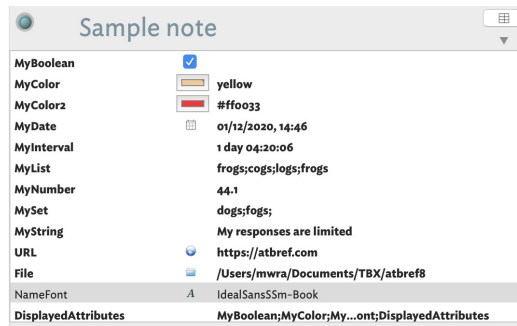 Sample note
MyBoolean
MyColor yellow
MyColor2 #ff0033
MyDate 01/12/2020, 14:46
MyInterval 1 day 04:20:06
MyList frogs;cogs;logs;frogs
MyNumber 44.1
MySet dogs;fogs;
MyString My responses are limited
URL https://atbref.com
File /Users/mwra/Documents/TBX/atbref8
NameFont A IdealSansSSm-Book
DisplayedAttributes MyBoolean;MyColor;My...ont;DisplayedAttributes